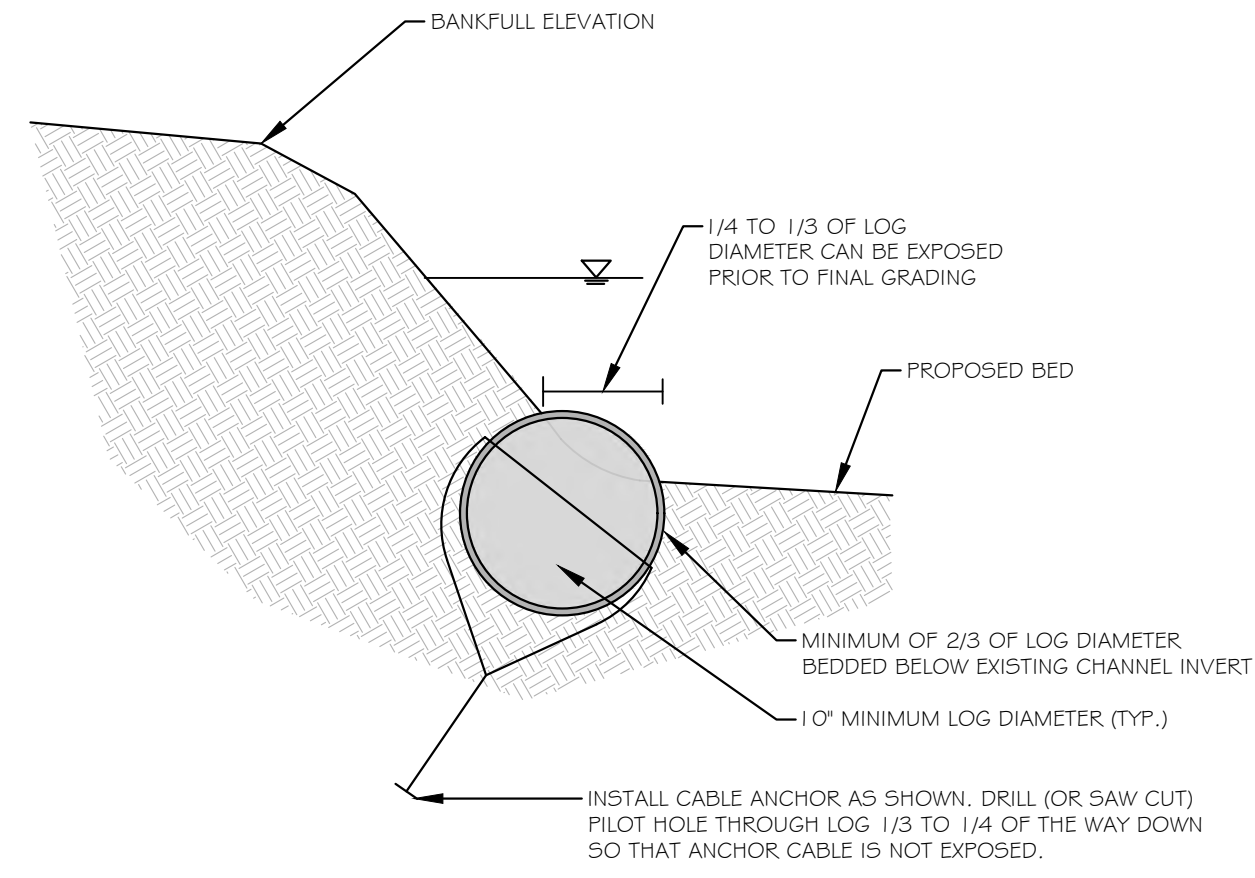 BANKFULL ELEVATION
1/4 TO 1/3 OF LOG
DIAMETER CAN BE EXPOSED
PRIOR TO FINAL GRADING
PROPOSED BED
MINIMUM OF 2/3 OF LOG DIAMETER
BEDDED BELOW EXISTING CHANNEL INVERT
10" MINIMUM LOG DIAMETER (TYP.)
INSTALL CABLE ANCHOR AS SHOWN. DRILL (OR SAW CUT)
PILOT HOLE THROUGH LOG 1/3 TO 1/4 OF THE WAY DOWN
SO THAT ANCHOR CABLE IS NOT EXPOSED.